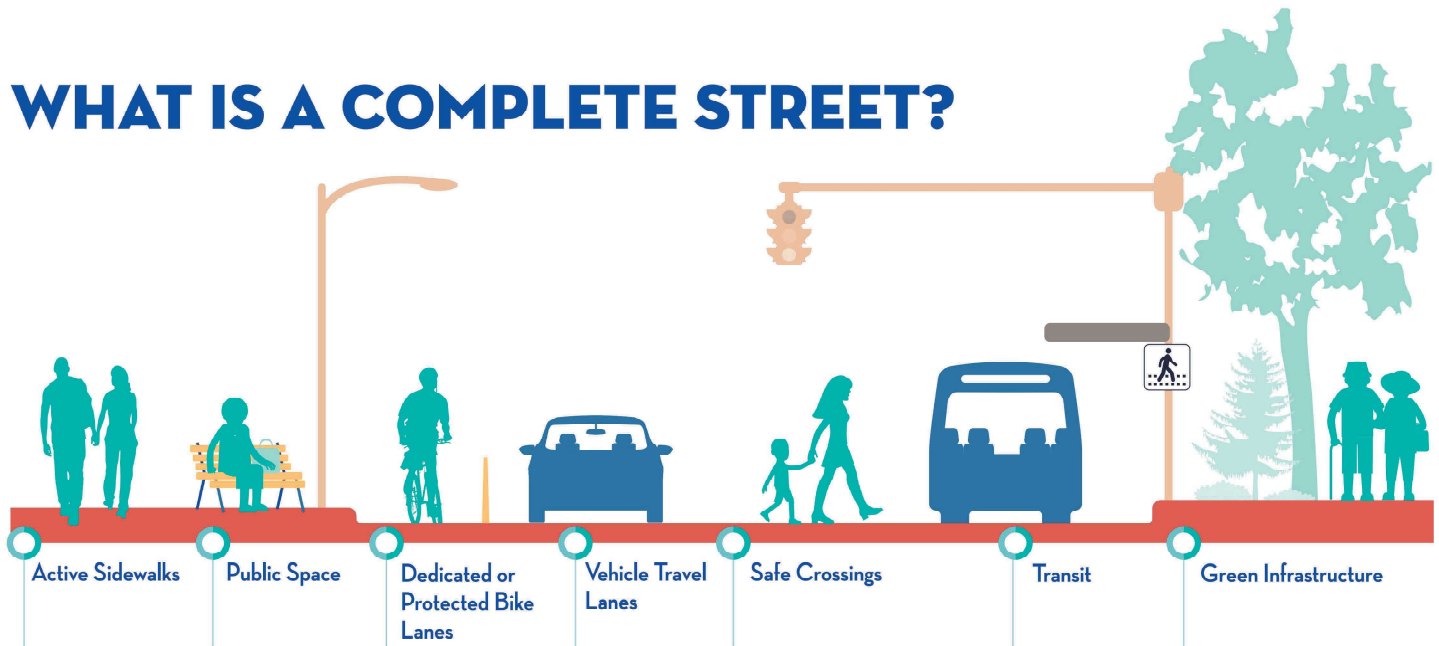 WHAT IS A COMPLETE STREET?
Active Sidewalks
Public Space
Dedicated or
Protected Bike
Lanes
Vehicle Travel
Lanes
Safe Crossings
Transit
Green Infrastructure